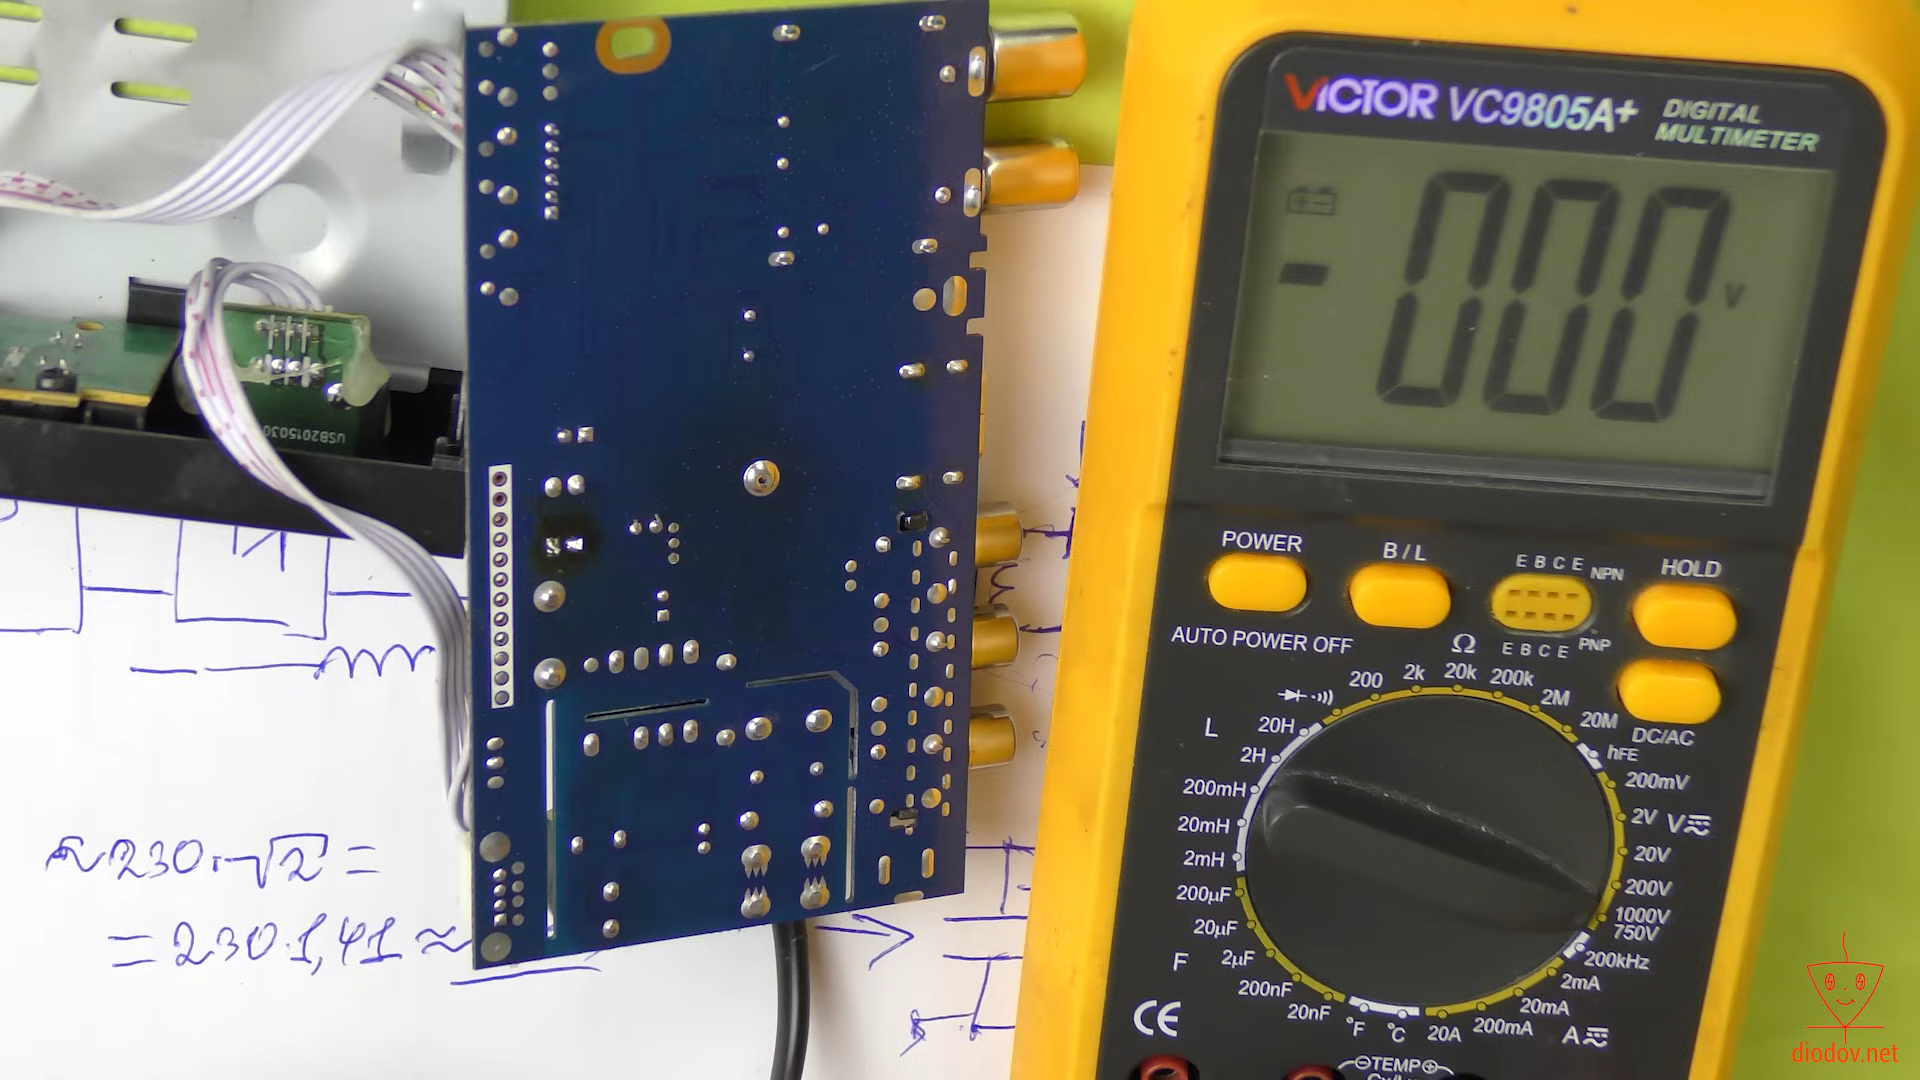 VICTOR VC9805A+ DIGITAL
MULTIMETER
-000 V
POWER
B / L
E B C E NPN
HOLD
AUTO POWER OFF
Ω
E B C E PNP
200
2k
20k
200k
2M
20M
DC/AC
hFE
L
20H
2H
200mH
20mH
2mH
200mV
2V V
20V
200V
1000V
750V
200kHz
200µF
20µF
F
2µF
200nF
20nF
°F
°C
20A
200mA
20mA
2mA
A
CE
TEMP
USB2015030
~230·√2 =
= 230·1,41 ≈
diodov.net